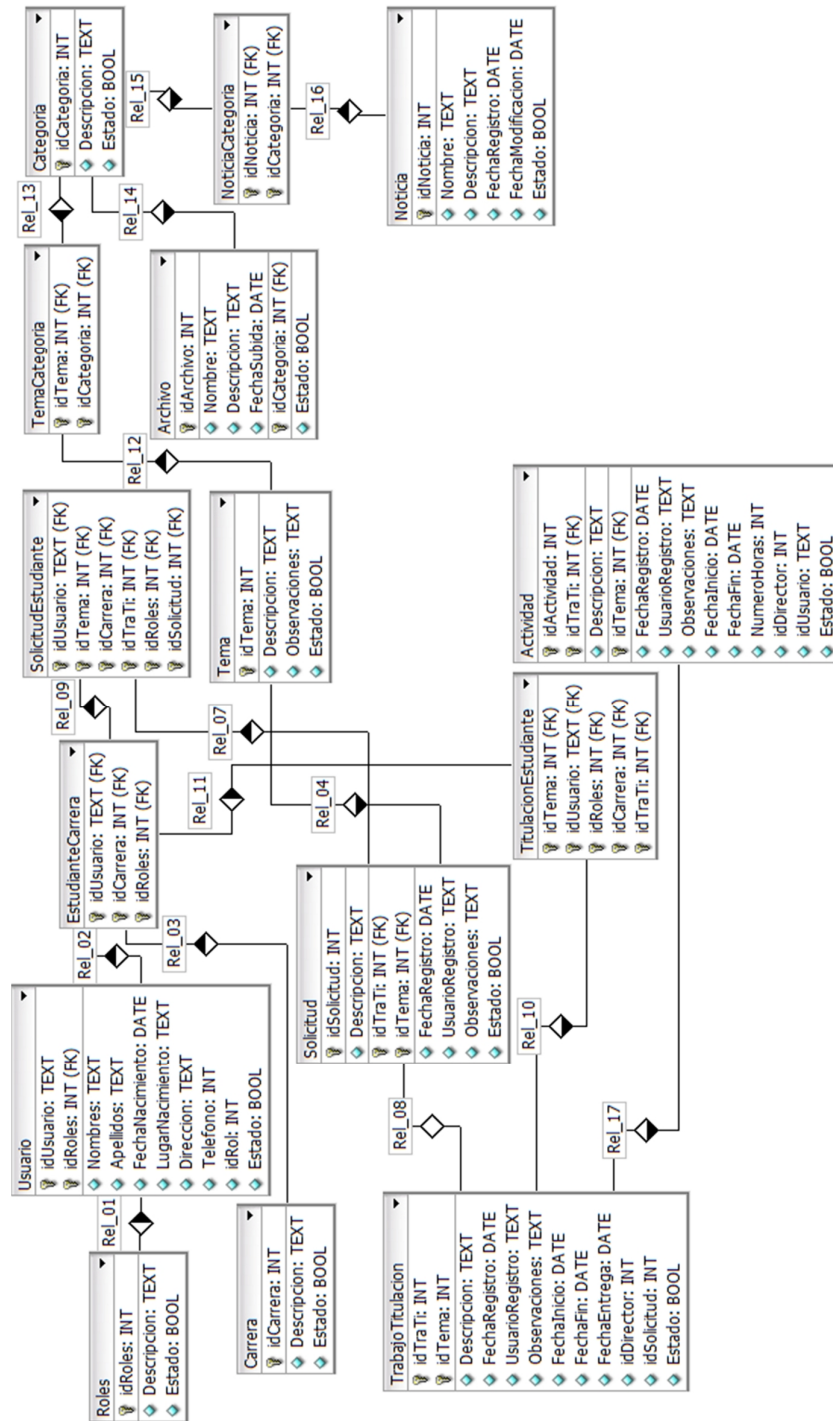 Roles
idRoles: INT
Descripcion: TEXT
Estado: BOOL
Rel_01
Usuario
idUsuario: TEXT
idRoles: INT (FK)
Nombres: TEXT
Apellidos: TEXT
FechaNacimiento: DATE
LugarNacimiento: TEXT
Direccion: TEXT
Telefono: INT
idRol: INT
Estado: BOOL
Rel_02
Rel_03
EstudianteCarrera
idUsuario: TEXT (FK)
idCarrera: INT (FK)
idRoles: INT (FK)
Rel_09
Rel_11
SolicitudEstudiante
idUsuario: TEXT (FK)
idTema: INT (FK)
idCarrera: INT (FK)
idTraTi: INT (FK)
idRoles: INT (FK)
idSolicitud: INT (FK)
Rel_07
Rel_12
TemaCategoria
idTema: INT (FK)
idCategoria: INT (FK)
Rel_13
Categoria
idCategoria: INT
Descripcion: TEXT
Estado: BOOL
Rel_14
Rel_15
Carrera
idCarrera: INT
Descripcion: TEXT
Estado: BOOL
Solicitud
idSolicitud: INT
Descripcion: TEXT
idTraTi: INT (FK)
idTema: INT (FK)
FechaRegistro: DATE
UsuarioRegistro: TEXT
Observaciones: TEXT
Estado: BOOL
Rel_04
Tema
idTema: INT
Descripcion: TEXT
Observaciones: TEXT
Estado: BOOL
Archivo
idArchivo: INT
Nombre: TEXT
Descripcion: TEXT
FechaSubida: DATE
idCategoria: INT (FK)
Estado: BOOL
NoticiaCategoria
idNoticia: INT (FK)
idCategoria: INT (FK)
Rel_16
Rel_08
TrabajoTitulacion
idTraTi: INT
idTema: INT
Descripcion: TEXT
FechaRegistro: DATE
UsuarioRegistro: TEXT
Observaciones: TEXT
FechaInicio: DATE
FechaFin: DATE
FechaEntrega: DATE
idDirector: INT
idSolicitud: INT
Estado: BOOL
Rel_10
Rel_17
TitulacionEstudiante
idTema: INT (FK)
idUsuario: TEXT (FK)
idRoles: INT (FK)
idCarrera: INT (FK)
idTraTi: INT (FK)
Actividad
idActividad: INT
idTraTi: INT (FK)
Descripcion: TEXT
idTema: INT (FK)
FechaRegistro: DATE
UsuarioRegistro: TEXT
Observaciones: TEXT
FechaInicio: DATE
FechaFin: DATE
NumeroHoras: INT
idDirector: INT
idUsuario: TEXT
Estado: BOOL
Noticia
idNoticia: INT
Nombre: TEXT
Descripcion: TEXT
FechaRegistro: DATE
FechaModificacion: DATE
Estado: BOOL